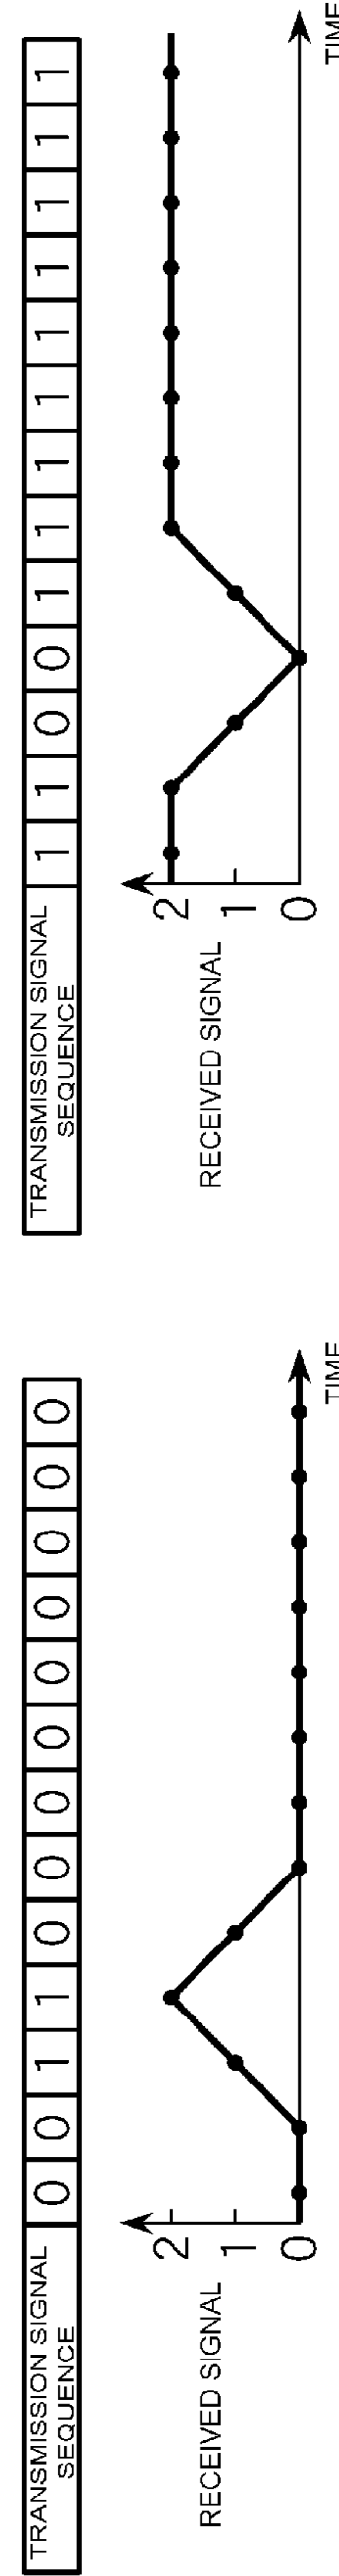 TRANSMISSION SIGNAL
SEQUENCE
0 0 1 1 0 0 0 0 0 0 0 0 0
RECEIVED SIGNAL
2
1
0
TIME
TRANSMISSION SIGNAL
SEQUENCE
1 1 0 0 1 1 1 1 1 1 1 1 1
RECEIVED SIGNAL
2
1
0
TIME